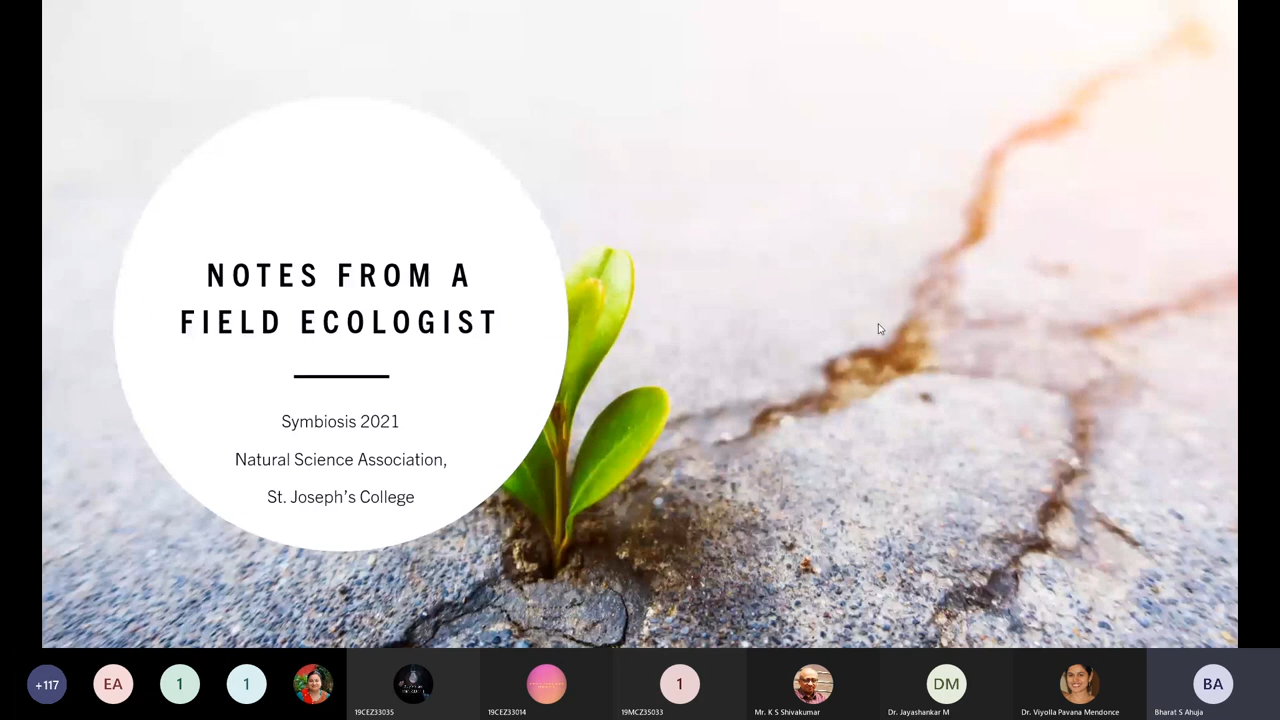 NOTES FROM A
FIELD ECOLOGIST
Symbiosis 2021
Natural Science Association,
St. Joseph's College
+117
EA
1
1
19CEZ33035
19CEZ33014
1
19MCZ35033
Mr. K S Shivakumar
DM
Dr. Jayashankar M
Dr. Viyolla Pavana Mendonce
BA
Bharat S Ahuja